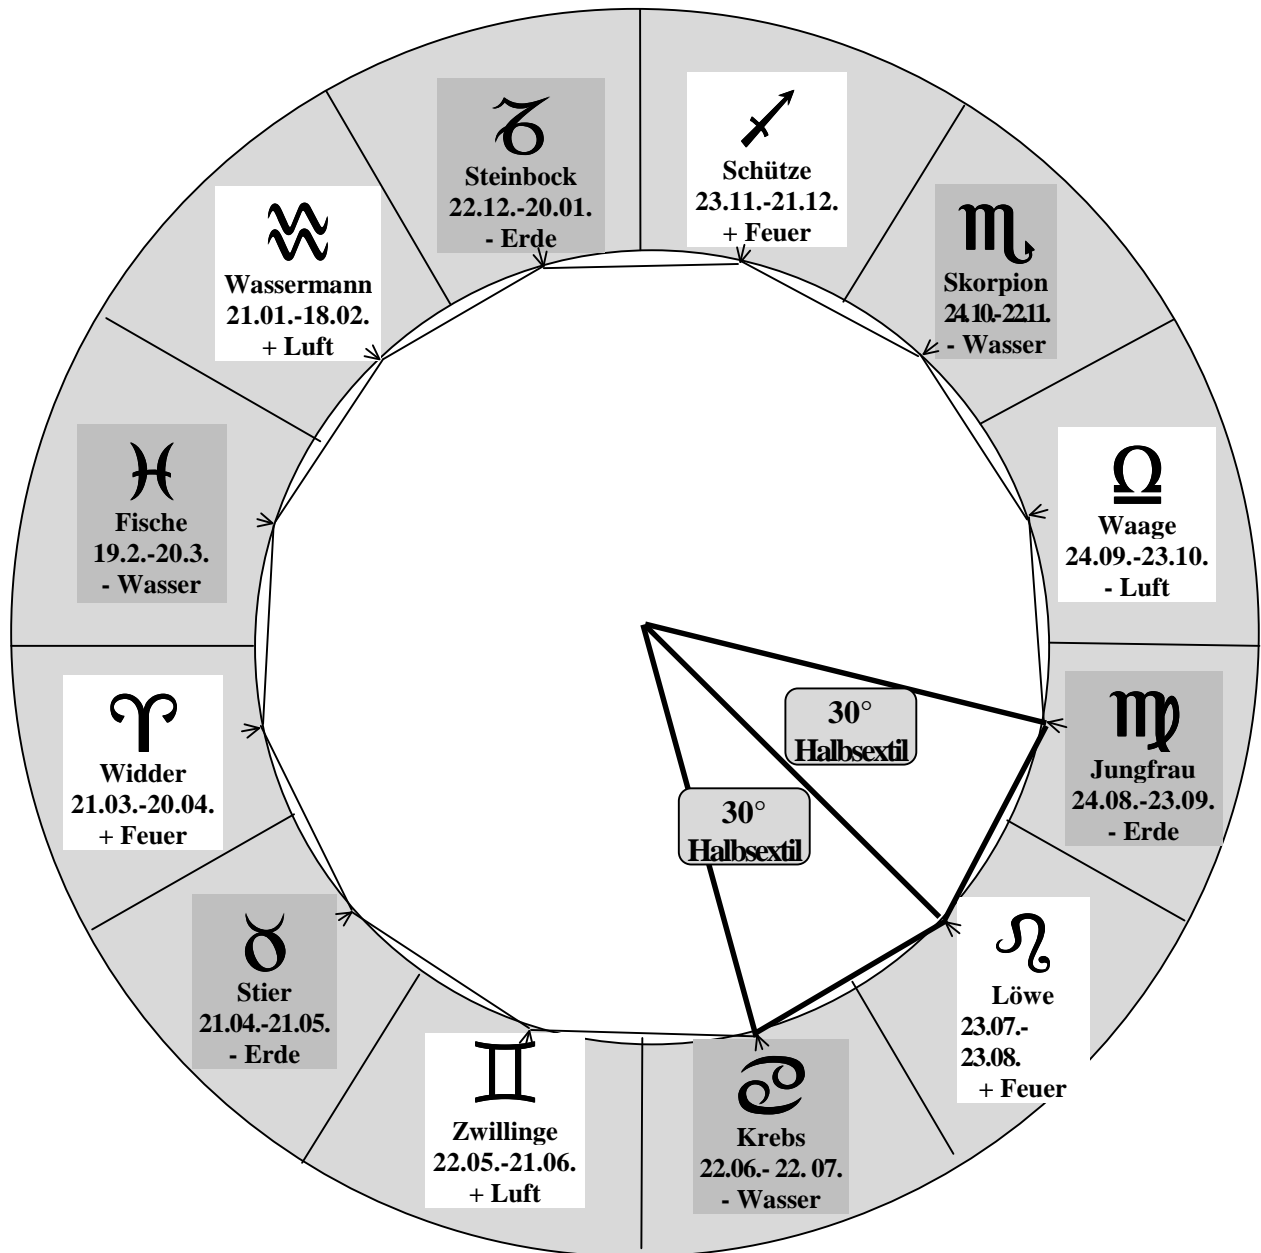 Steinbock
22.12.-20.01.
- Erde
Schütze
23.11.-21.12.
+ Feuer
Wassermann
21.01.-18.02.
+ Luft
Skorpion
24.10.-22.11.
- Wasser
Fische
19.2.-20.3.
- Wasser
Waage
24.09.-23.10.
- Luft
Widder
21.03.-20.04.
+ Feuer
30°
Halbsextil
30°
Halbsextil
Jungfrau
24.08.-23.09.
- Erde
Stier
21.04.-21.05.
- Erde
Löwe
23.07.-
23.08.
+ Feuer
Zwillinge
22.05.-21.06.
+ Luft
Krebs
22.06.- 22. 07.
- Wasser